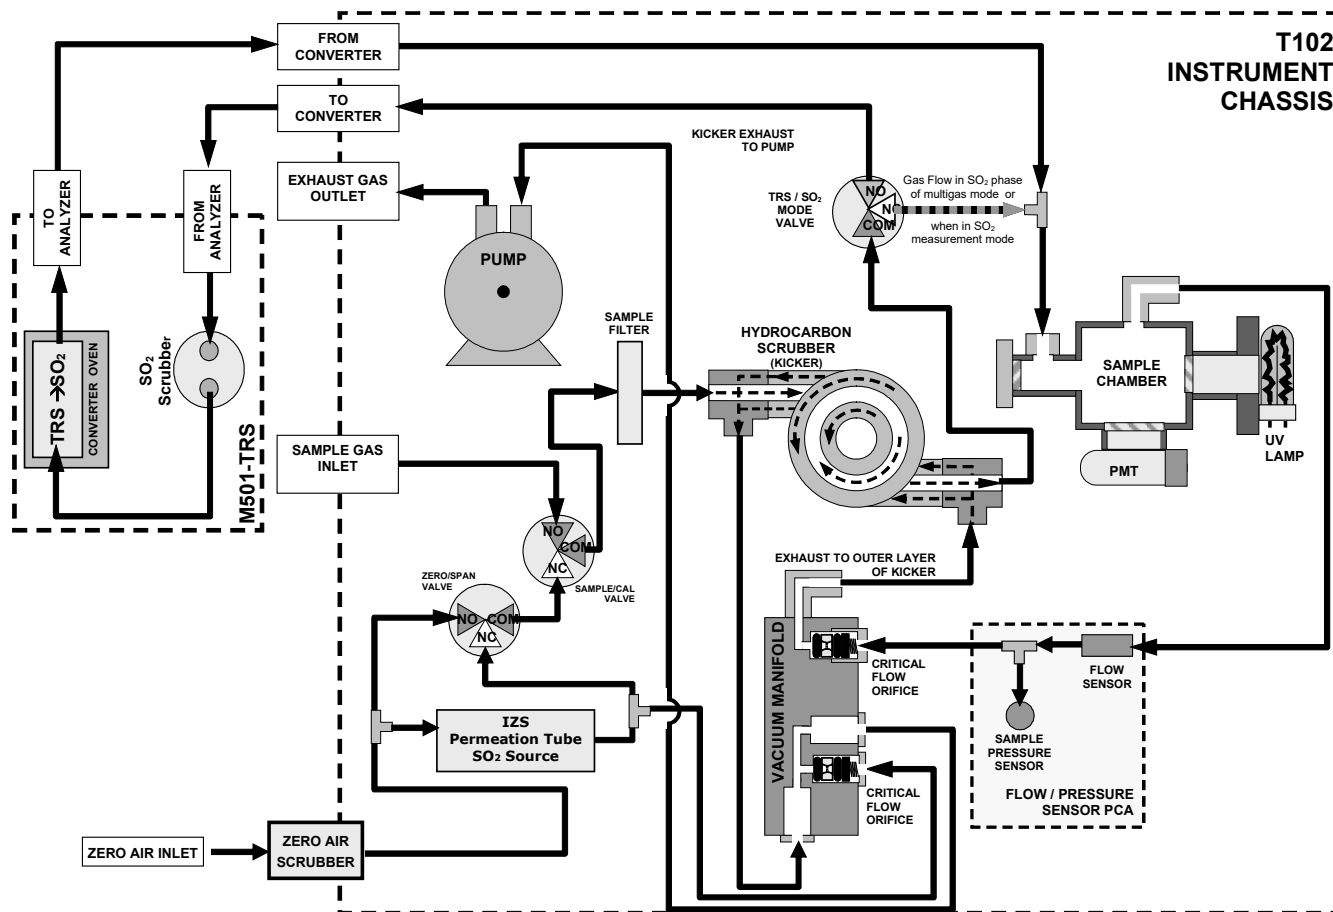 T102
INSTRUMENT
CHASSIS
FROM
CONVERTER
TO
CONVERTER
EXHAUST GAS
OUTLET
KICKER EXHAUST
TO PUMP
TRS / SO₂
MODE
VALVE
NO
NC
COM
Gas Flow in SO₂ phase
of multigas mode or
when in SO₂
measurement mode
TO
ANALYZER
FROM
ANALYZER
PUMP
SAMPLE
FILTER
HYDROCARBON
SCRUBBER
(KICKER)
SAMPLE
CHAMBER
UV
LAMP
PMT
TRS → SO₂
CONVERTER OVEN
SO₂
Scrubber
M501-TRS
SAMPLE GAS
INLET
NO
COM
NC
SAMPLE/CAL
VALVE
ZERO/SPAN
VALVE
NO
COM
NC
EXHAUST TO OUTER LAYER
OF KICKER
VACUUM MANIFOLD
CRITICAL
FLOW
ORIFICE
FLOW
SENSOR
SAMPLE
PRESSURE
SENSOR
FLOW / PRESSURE
SENSOR PCA
IZS
Permeation Tube
SO₂ Source
CRITICAL
FLOW
ORIFICE
ZERO AIR INLET
ZERO AIR
SCRUBBER